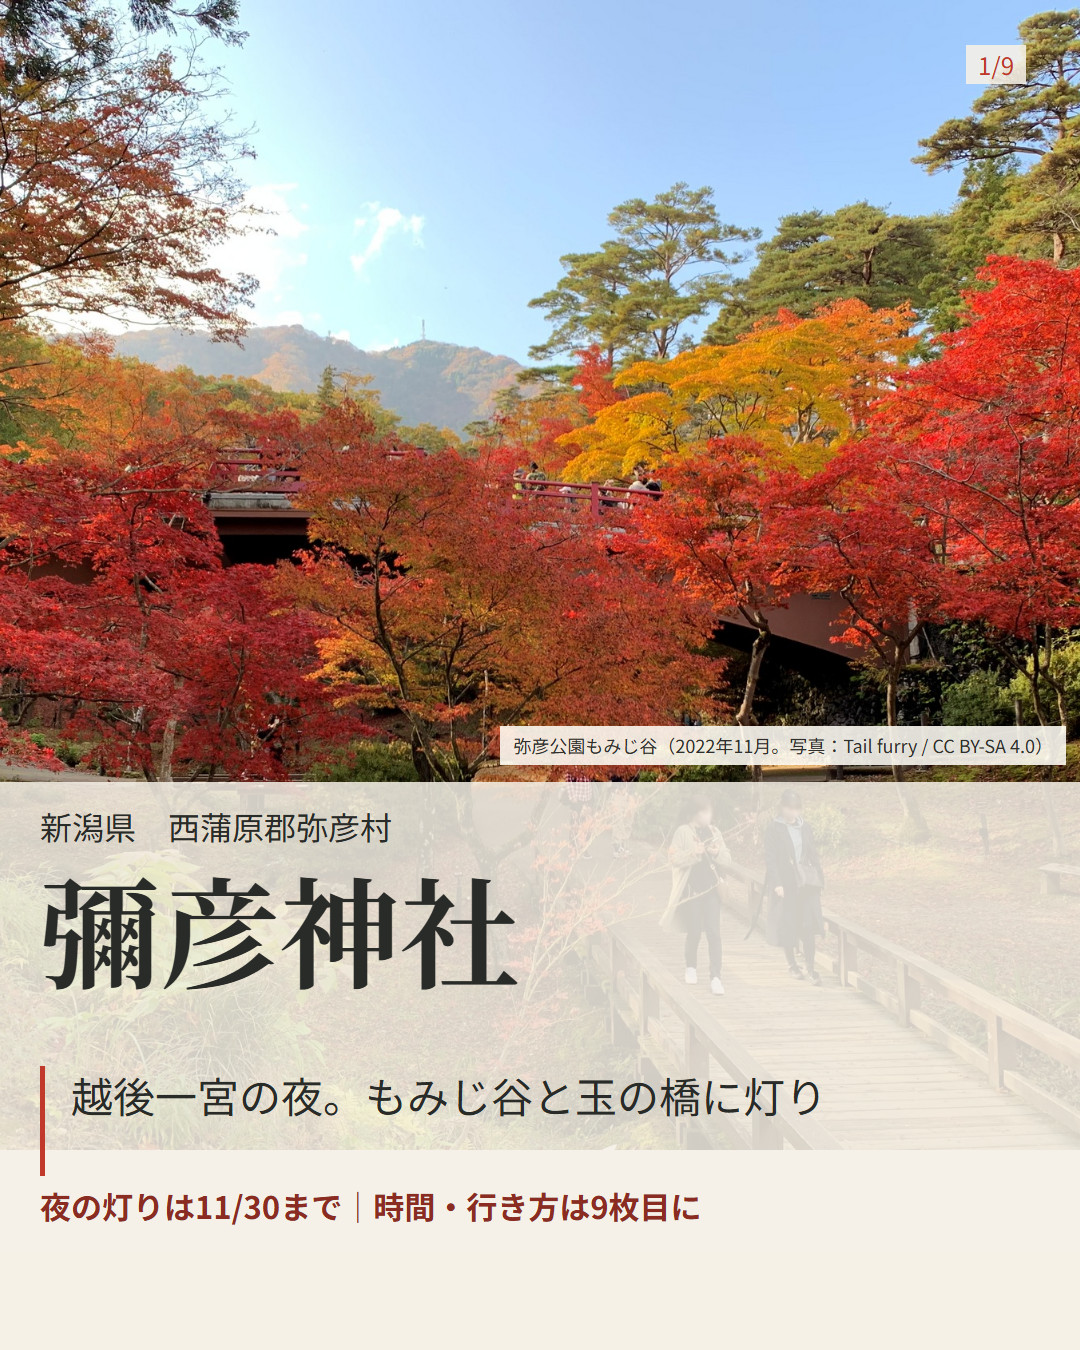 1/9
弥彦公園もみじ谷（2022年11月。写真：Tail furry / CC BY-SA 4.0）
新潟県　西蒲原郡弥彦村
彌彦神社
越後一宮の夜。もみじ谷と玉の橋に灯り
夜の灯りは11/30まで｜時間・行き方は9枚目に